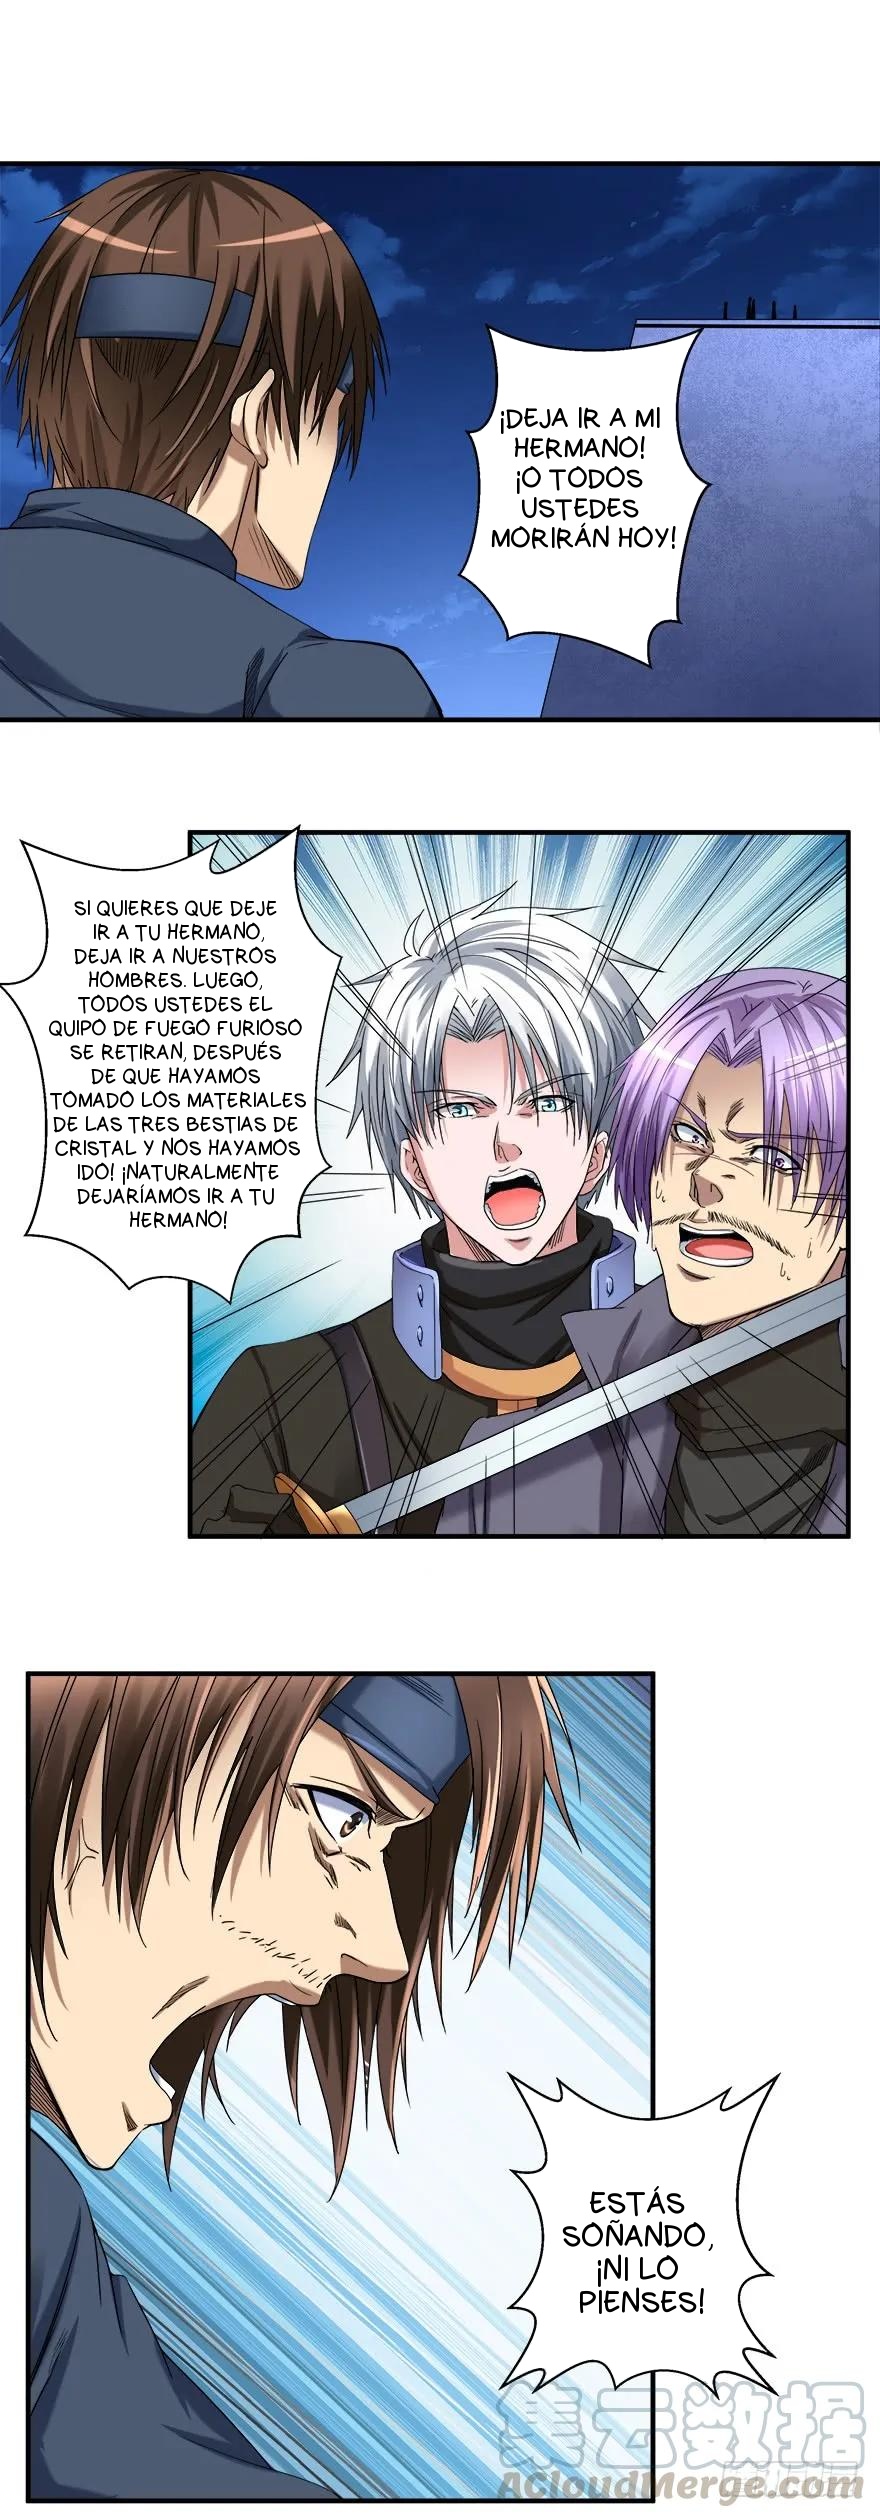 ¡DEJA IR A MI
HERMANO!
¡O TODOS
USTEDES
MORIRÁN HOY!
SI QUIERES QUE DEJE
IR A TU HERMANO,
DEJA IR A NUESTROS
HOMBRES. LUEGO,
TODOS USTEDES EL
QUIPO DE FUEGO FURIOSO
SE RETIRAN, DESPUÉS
DE QUE HAYAMOS
TOMADO LOS MATERIALES
DE LAS TRES BESTIAS DE
CRISTAL Y NOS HAYAMOS
IDO! ¡NATURALMENTE
DEJARÍAMOS IR A TU
HERMANO!
ESTÁS
SOÑANDO,
¡NI LO
PIENSES!
集云数据
ACloudMerge.com